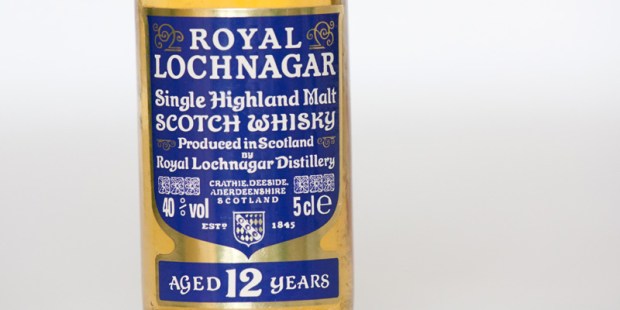 ROYAL
LOCHNAGAR
Single Highland Malt
SCOTCH WHISKY
Produced in Scotland
by
Royal Lochnagar Distillery
CRATHIE, DEESIDE,
ABERDEENSHIRE
SCOTLAND
40%vol
5cl℮
ESTD 1845
AGED 12 YEARS